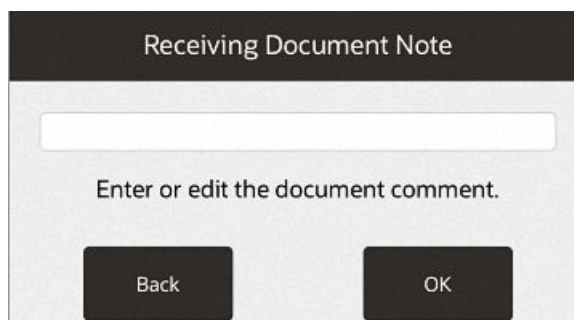 Receiving Document Note
Enter or edit the document comment.
Back
OK